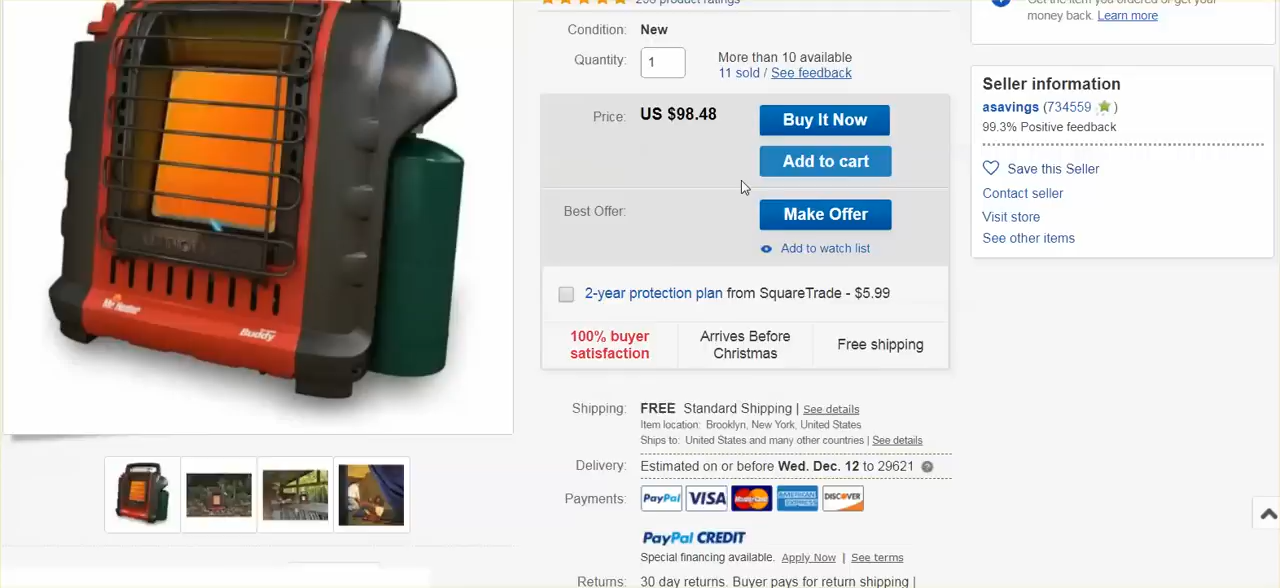 298 product ratings
Condition: New
Quantity: 1
More than 10 available
11 sold / See feedback
Price: US $98.48
Buy It Now
Add to cart
Best Offer:
Make Offer
Add to watch list
2-year protection plan from SquareTrade - $5.99
100% buyer
satisfaction
Arrives Before
Christmas
Free shipping
Shipping: FREE Standard Shipping | See details
Item location: Brooklyn, New York, United States
Ships to: United States and many other countries | See details
Delivery: Estimated on or before Wed. Dec. 12 to 29621
Payments: PayPal VISA MasterCard AMERICAN EXPRESS DISCOVER
PayPal CREDIT
Special financing available. Apply Now | See terms
Returns: 30 day returns. Buyer pays for return shipping |
Get the item you ordered or get your
money back. Learn more
Seller information
asavings (734559 )
99.3% Positive feedback
Save this Seller
Contact seller
Visit store
See other items
Mr Heater
Buddy